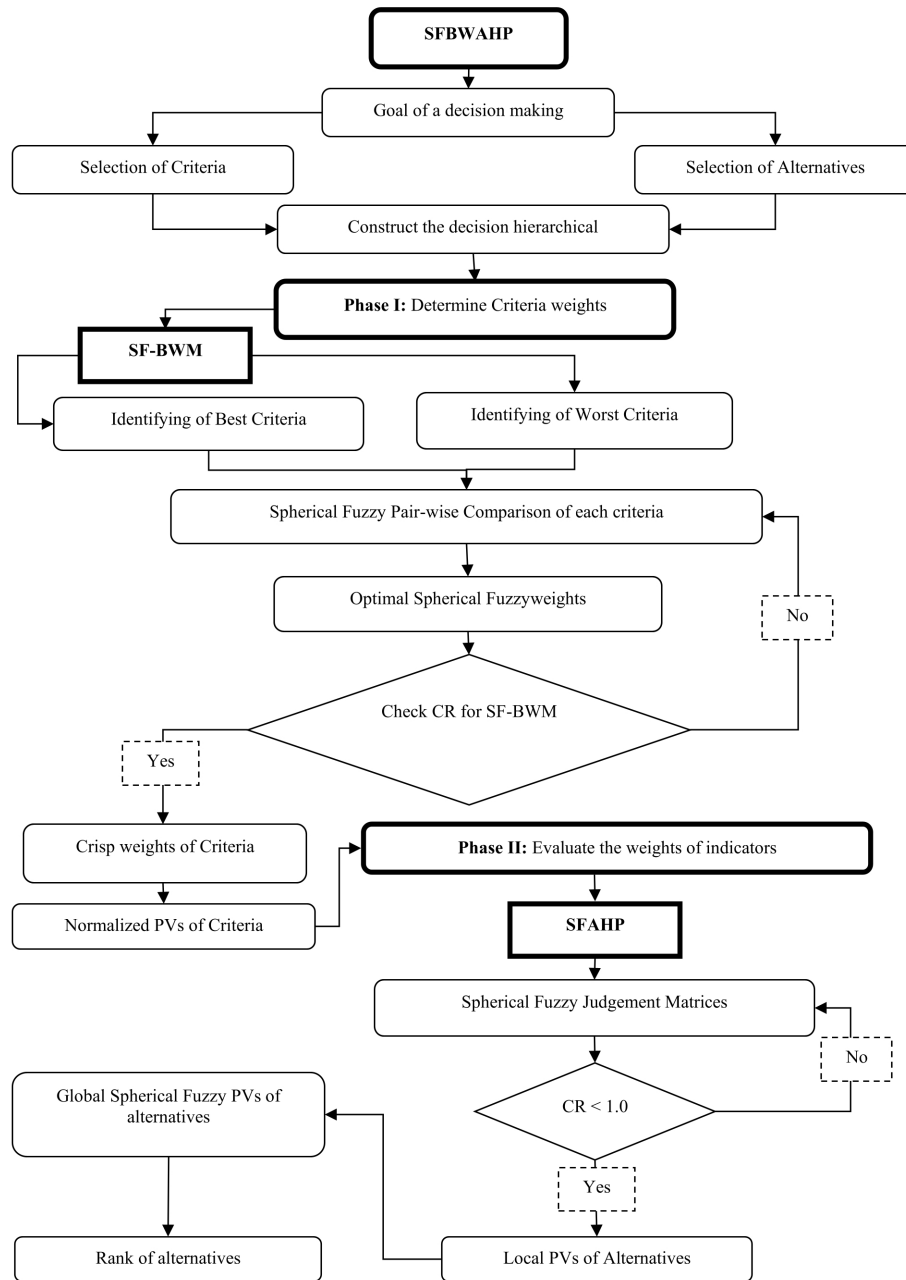 SFBWAHP
Goal of a decision making
Selection of Criteria
Selection of Alternatives
Construct the decision hierarchical
Phase I: Determine Criteria weights
SF-BWM
Identifying of Best Criteria
Identifying of Worst Criteria
Spherical Fuzzy Pair-wise Comparison of each criteria
Optimal Spherical Fuzzyweights
No
Check CR for SF-BWM
Yes
Crisp weights of Criteria
Phase II: Evaluate the weights of indicators
Normalized PVs of Criteria
SFAHP
Spherical Fuzzy Judgement Matrices
No
CR < 1.0
Global Spherical Fuzzy PVs of
alternatives
Yes
Rank of alternatives
Local PVs of Alternatives